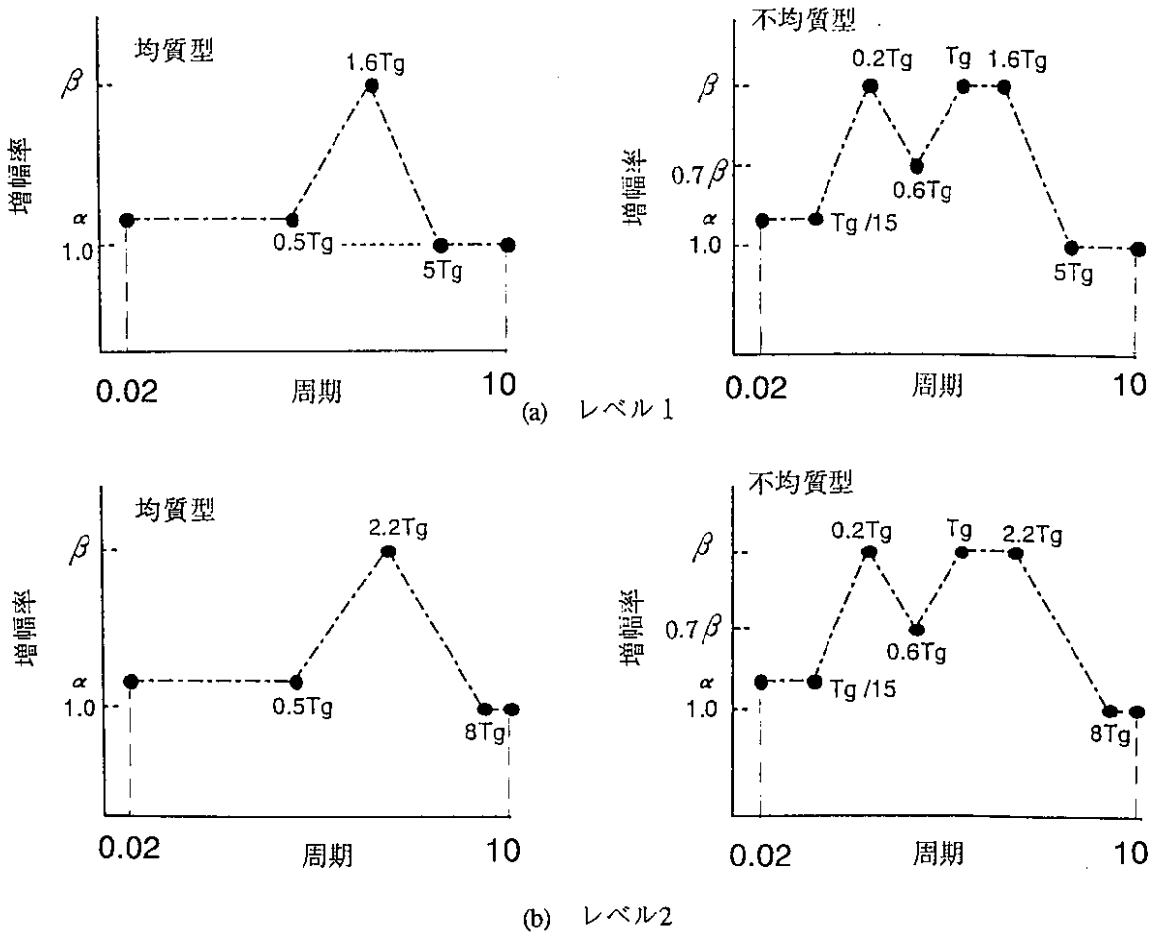 均質型
1.6Tg
β
増幅率
α
1.0
0.5Tg
5Tg
0.02
周期
10
不均質型
0.2Tg
Tg
1.6Tg
β
増幅率
0.7β
0.6Tg
α
Tg/15
1.0
5Tg
0.02
周期
10
(a) レベル1
均質型
2.2Tg
β
増幅率
α
1.0
0.5Tg
8Tg
0.02
周期
10
不均質型
0.2Tg
Tg
2.2Tg
β
増幅率
0.7β
0.6Tg
α
Tg/15
1.0
8Tg
0.02
周期
10
(b) レベル2